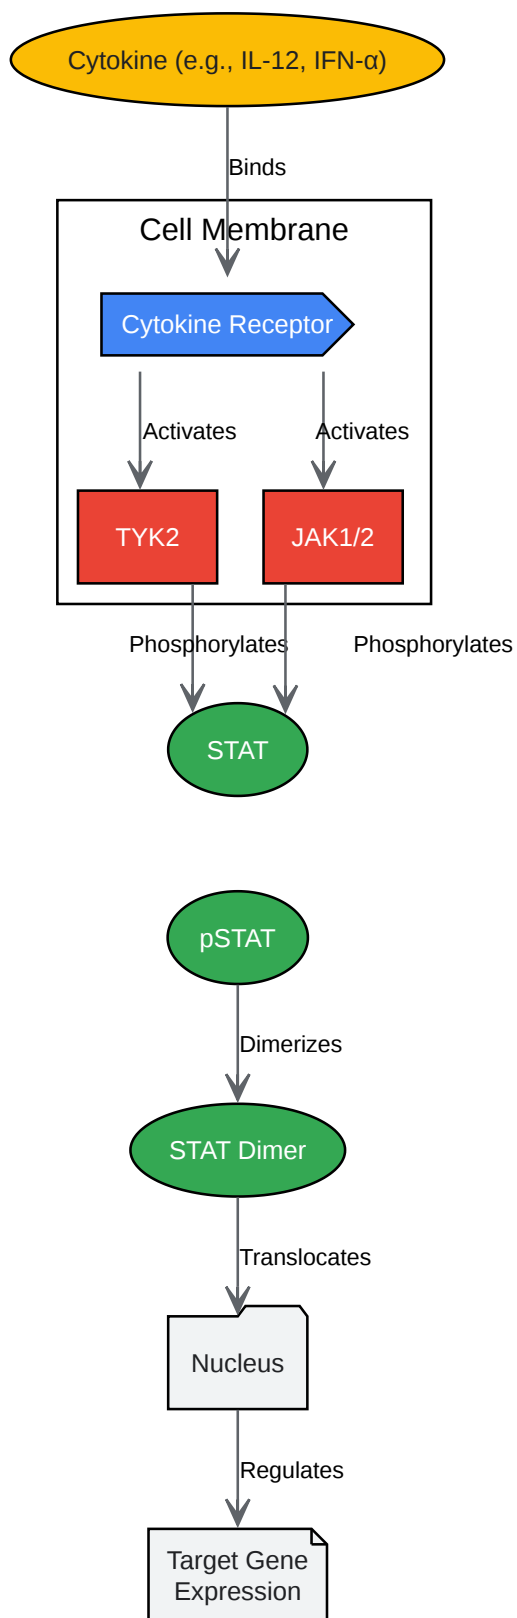 Cytokine (e.g., IL-12, IFN-α)
Binds
Cell Membrane
Cytokine Receptor
Activates
Activates
TYK2
JAK1/2
Phosphorylates
Phosphorylates
STAT
pSTAT
Dimerizes
STAT Dimer
Translocates
Nucleus
Regulates
Target Gene
Expression